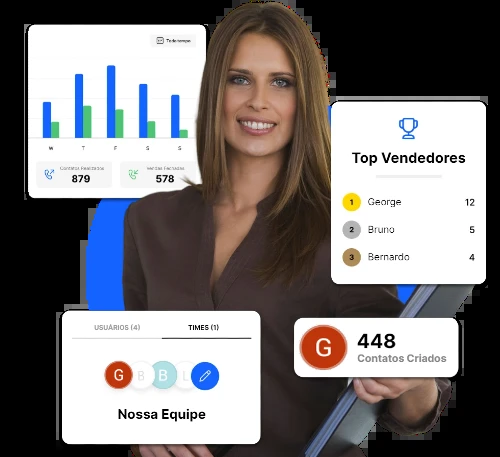 Todo tempo
W T F S S
Contatos Realizados
879
Vendas Fechadas
578
Top Vendedores
1 George 12
2 Bruno 5
3 Bernardo 4
USUÁRIOS (4) TIMES (1)
G B B L
Nossa Equipe
G
448
Contatos Criados